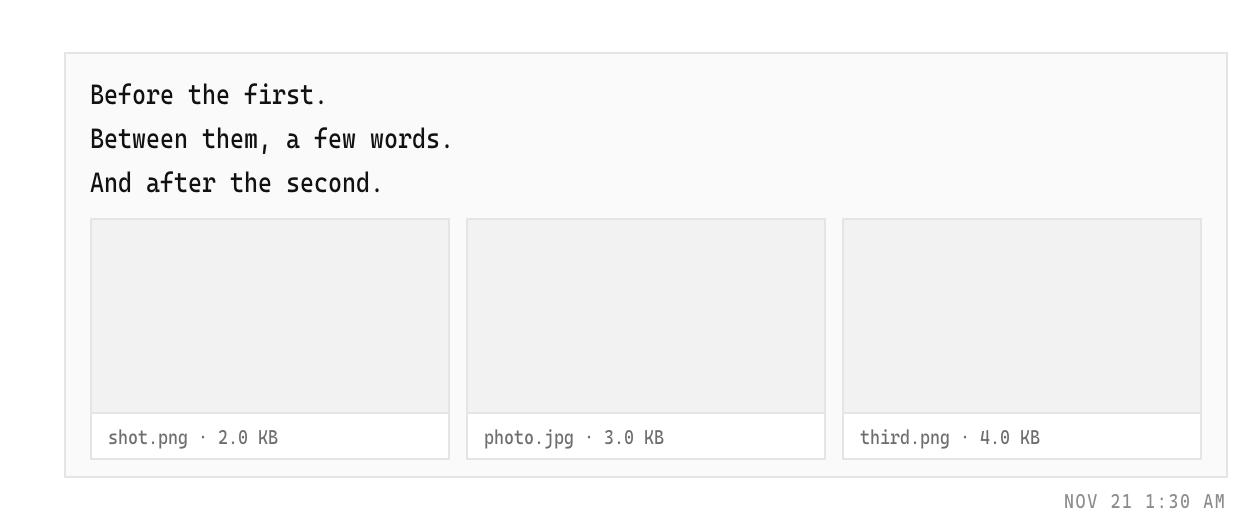 Before the first.
Between them, a few words.
And after the second.
shot.png · 2.0 KB
photo.jpg · 3.0 KB
third.png · 4.0 KB
NOV 21 1:30 AM